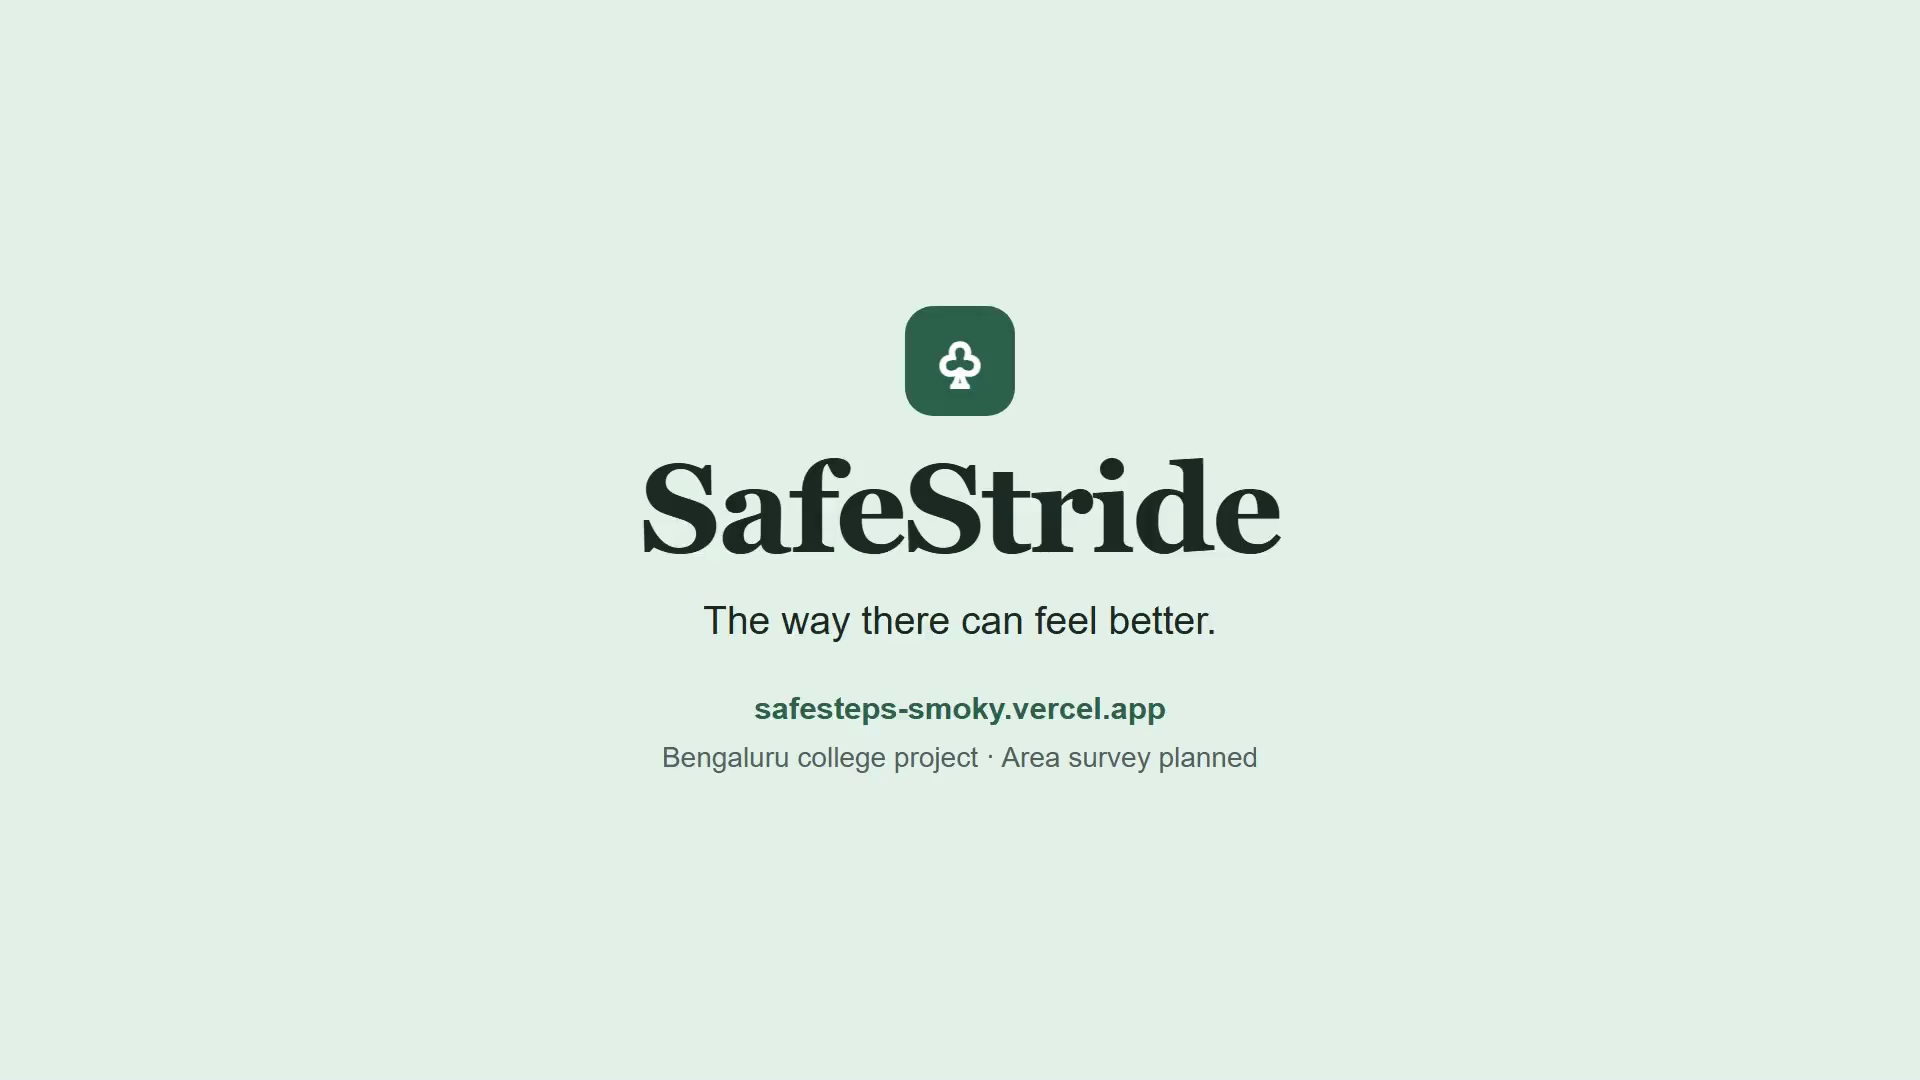 SafeStride
The way there can feel better.
safesteps-smoky.vercel.app
Bengaluru college project · Area survey planned